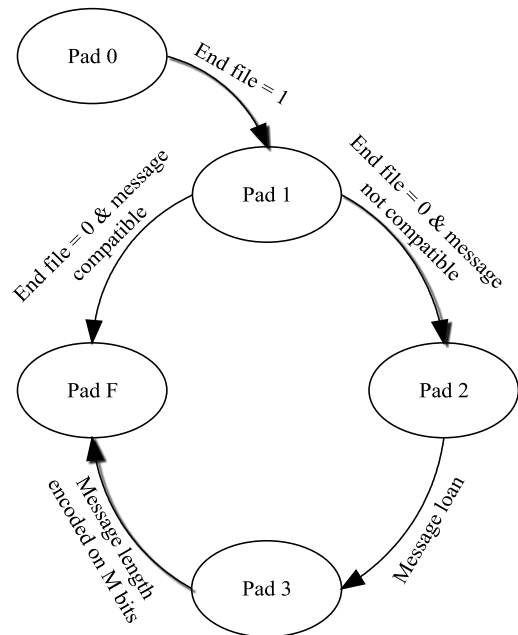 Pad 0
End file = 1
Pad 1
End file = 0 & message
compatible
End file = 0 & message
not compatible
Pad F
Pad 2
Message length
encoded on M bits
Message loan
Pad 3